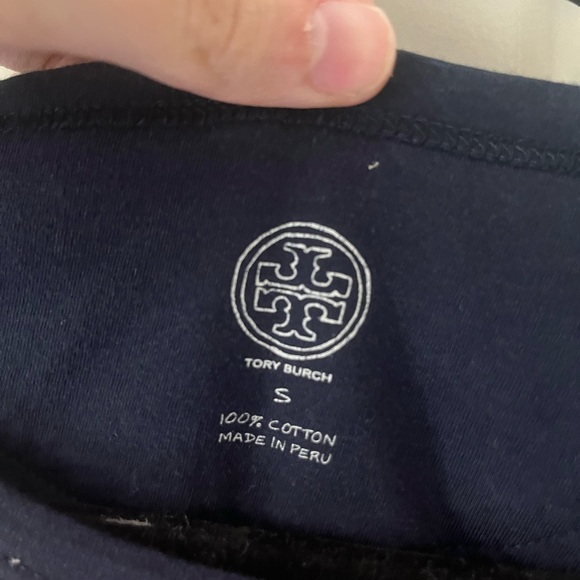 TORY BURCH
S
100% COTTON
MADE IN PERU